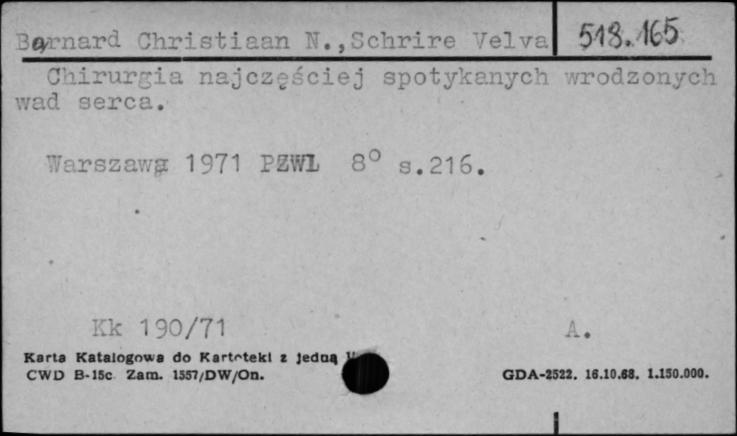 Barnard Christiaan N., Schrire Velva 518.165
Chirurgia najczęściej spotykanych wrodzonych
wad serca.
Warszawa 1971 PZWL 8° s.216.
Kk 190/71 A.
Karta Katalogowa do Kartoteki z jedną
CWD B-15c Zam. 1557/DW/On. GDA-2522. 16.10.68. 1.150.000.